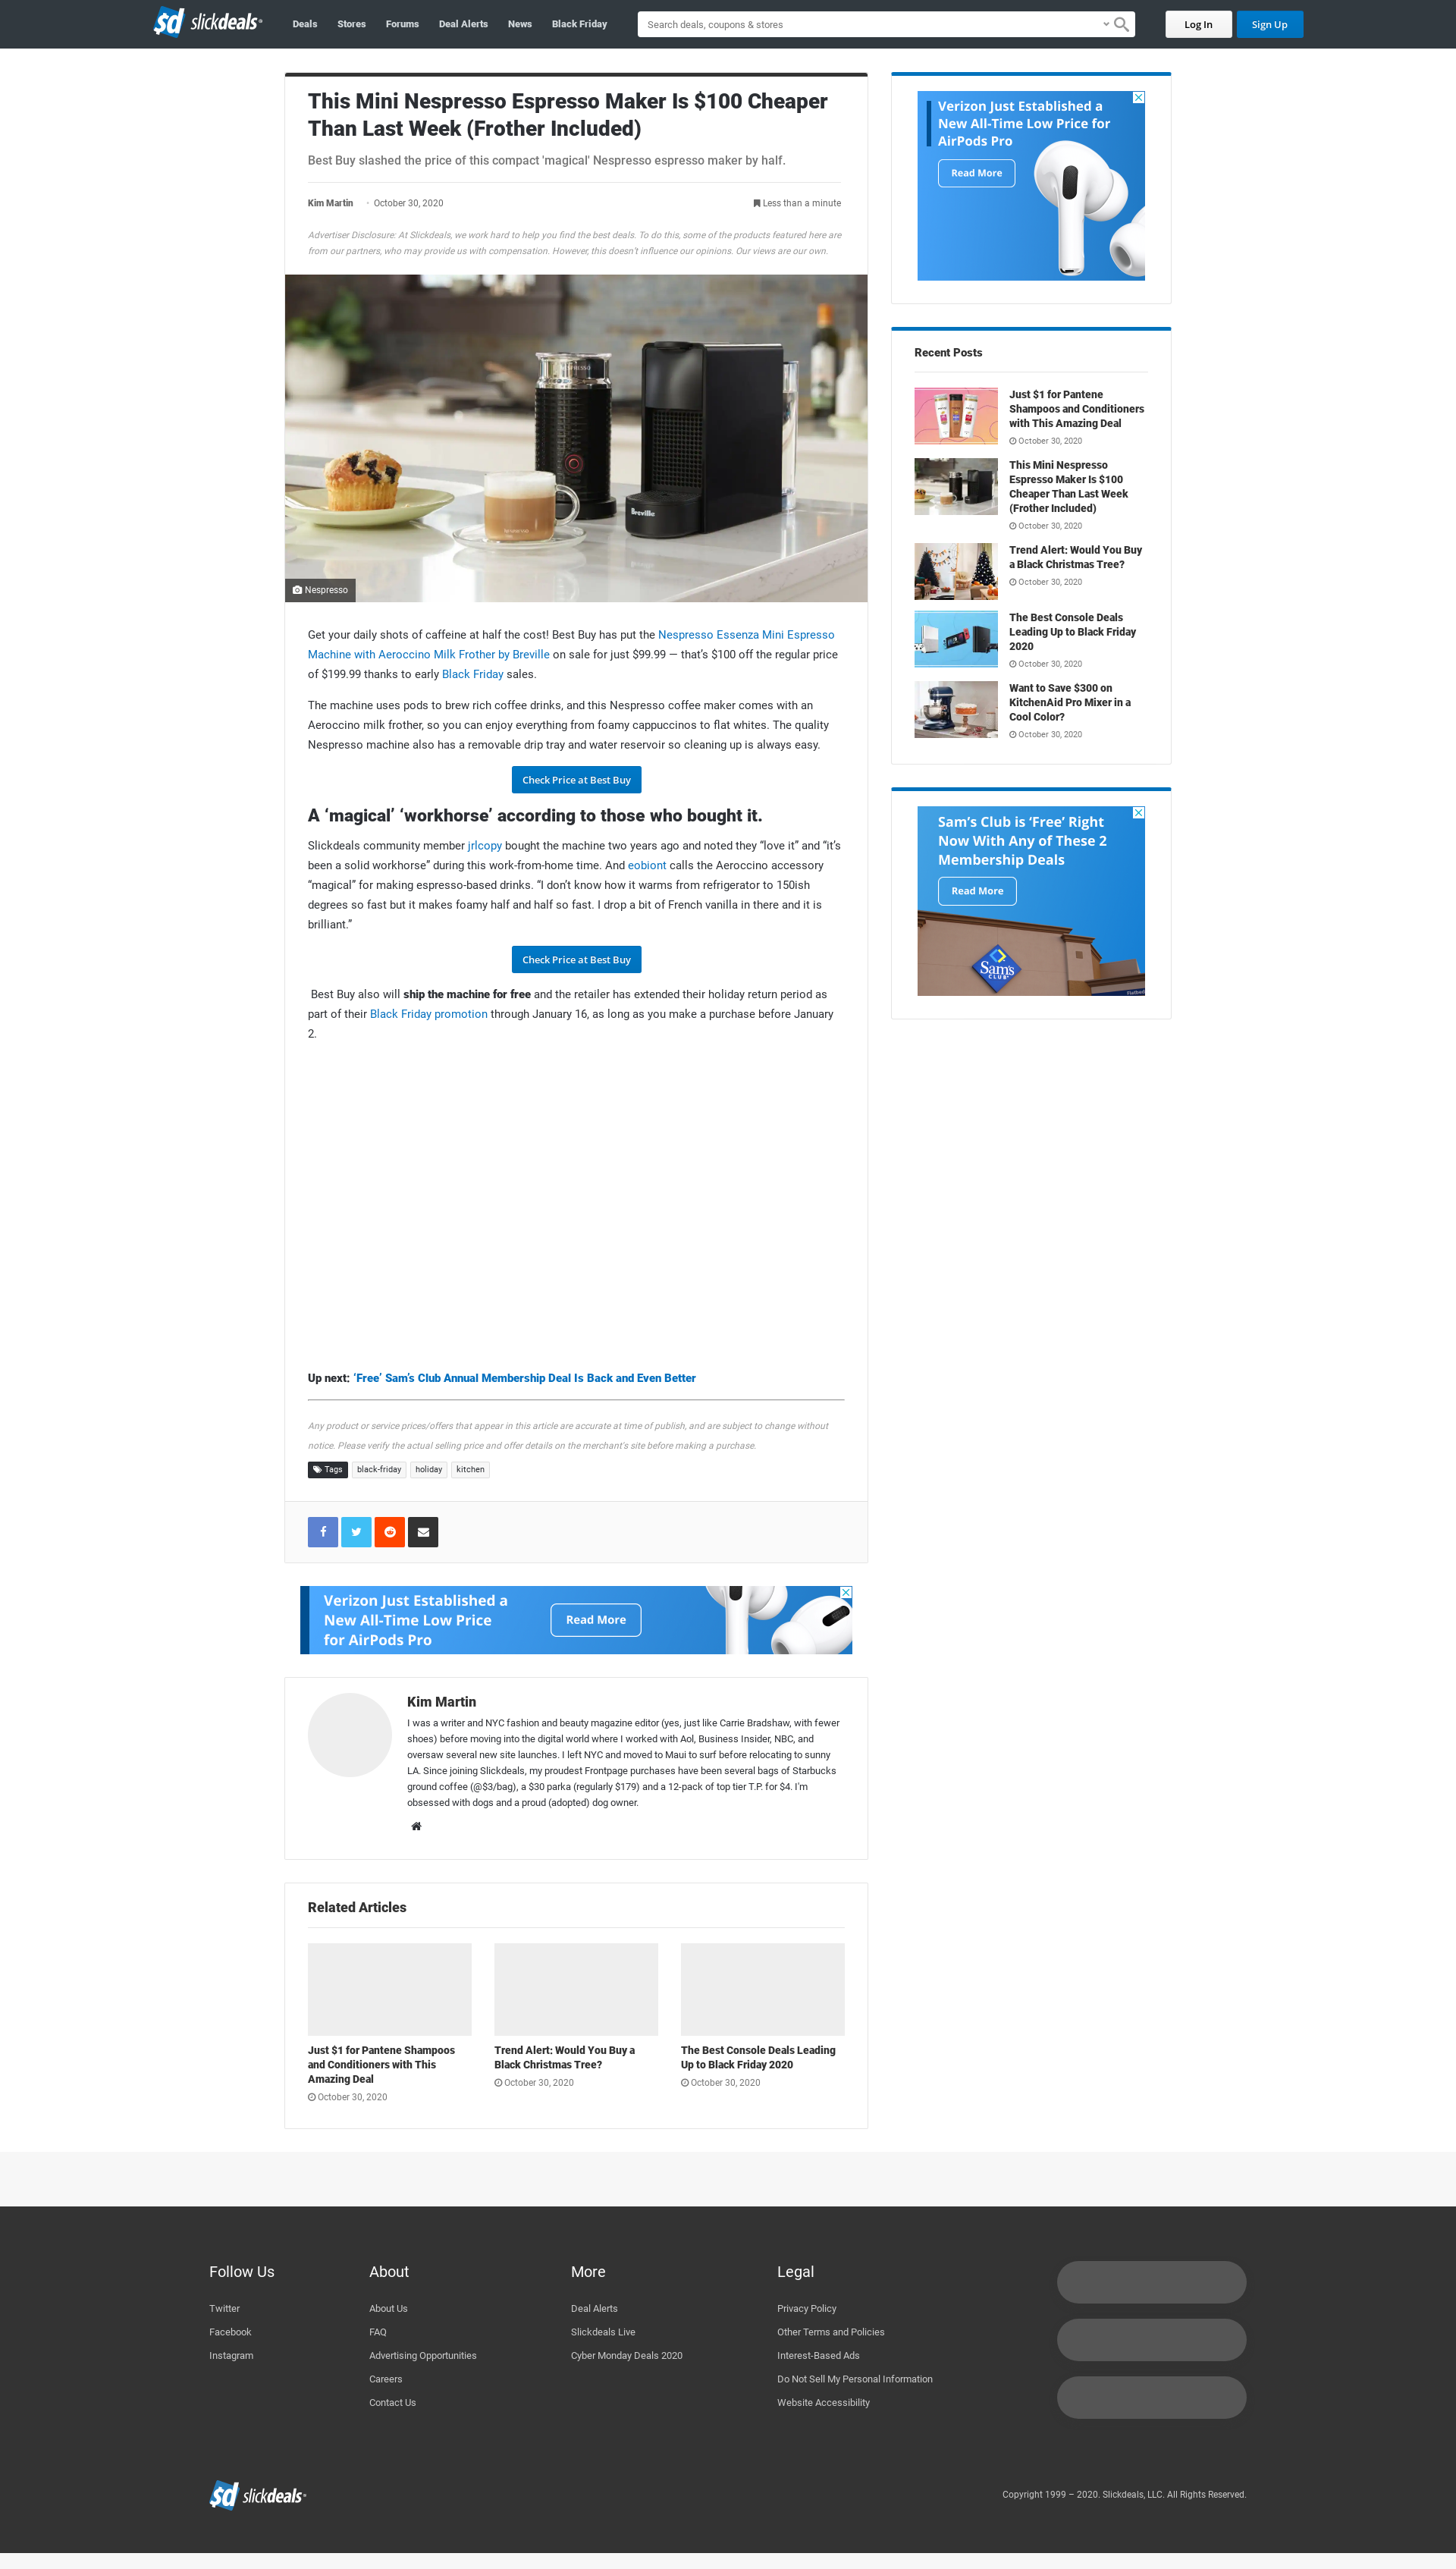 sd slickdeals
Deals
Stores
Forums
Deal Alerts
News
Black Friday
Search deals, coupons & stores
Log In
Sign Up
This Mini Nespresso Espresso Maker Is $100 Cheaper
Than Last Week (Frother Included)
Best Buy slashed the price of this compact 'magical' Nespresso espresso maker by half.
Kim Martin
October 30, 2020
Less than a minute
Advertiser Disclosure: At Slickdeals, we work hard to help you find the best deals. To do this, some of the products featured here are
from our partners, who may provide us with compensation. However, this doesn’t influence our opinions. Our views are our own.
NESPRESSO
Breville
Nespresso
Get your daily shots of caffeine at half the cost! Best Buy has put the Nespresso Essenza Mini Espresso
Machine with Aeroccino Milk Frother by Breville on sale for just $99.99 — that’s $100 off the regular price
of $199.99 thanks to early Black Friday sales.
The machine uses pods to brew rich coffee drinks, and this Nespresso coffee maker comes with an
Aeroccino milk frother, so you can enjoy everything from foamy cappuccinos to flat whites. The quality
Nespresso machine also has a removable drip tray and water reservoir so cleaning up is always easy.
Check Price at Best Buy
A ‘magical’ ‘workhorse’ according to those who bought it.
Slickdeals community member jrlcopy bought the machine two years ago and noted they “love it” and “it’s
been a solid workhorse” during this work-from-home time. And eobiont calls the Aeroccino accessory
“magical” for making espresso-based drinks. “I don’t know how it warms from refrigerator to 150ish
degrees so fast but it makes foamy half and half so fast. I drop a bit of French vanilla in there and it is
brilliant.”
Check Price at Best Buy
Best Buy also will ship the machine for free and the retailer has extended their holiday return period as
part of their Black Friday promotion through January 16, as long as you make a purchase before January
2.
Up next: ‘Free’ Sam’s Club Annual Membership Deal Is Back and Even Better
Any product or service prices/offers that appear in this article are accurate at time of publish, and are subject to change without
notice. Please verify the actual selling price and offer details on the merchant’s site before making a purchase.
Tags
black-friday
holiday
kitchen
Verizon Just Established a
New All-Time Low Price
for AirPods Pro
Read More
Kim Martin
I was a writer and NYC fashion and beauty magazine editor (yes, just like Carrie Bradshaw, with fewer
shoes) before moving into the digital world where I worked with Aol, Business Insider, NBC, and
oversaw several new site launches. I left NYC and moved to Maui to surf before relocating to sunny
LA. Since joining Slickdeals, my proudest Frontpage purchases have been several bags of Starbucks
ground coffee (@$3/bag), a $30 parka (regularly $179) and a 12-pack of top tier T.P. for $4. I'm
obsessed with dogs and a proud (adopted) dog owner.
Related Articles
Just $1 for Pantene Shampoos
and Conditioners with This
Amazing Deal
October 30, 2020
Trend Alert: Would You Buy a
Black Christmas Tree?
October 30, 2020
The Best Console Deals Leading
Up to Black Friday 2020
October 30, 2020
Verizon Just Established a
New All-Time Low Price for
AirPods Pro
Read More
Recent Posts
Just $1 for Pantene
Shampoos and Conditioners
with This Amazing Deal
October 30, 2020
This Mini Nespresso
Espresso Maker Is $100
Cheaper Than Last Week
(Frother Included)
October 30, 2020
Trend Alert: Would You Buy
a Black Christmas Tree?
October 30, 2020
The Best Console Deals
Leading Up to Black Friday
2020
October 30, 2020
Want to Save $300 on
KitchenAid Pro Mixer in a
Cool Color?
October 30, 2020
Sam’s Club is ‘Free’ Right
Now With Any of These 2
Membership Deals
Read More
Sam's
CLUB
Follow Us
Twitter
Facebook
Instagram
About
About Us
FAQ
Advertising Opportunities
Careers
Contact Us
More
Deal Alerts
Slickdeals Live
Cyber Monday Deals 2020
Legal
Privacy Policy
Other Terms and Policies
Interest-Based Ads
Do Not Sell My Personal Information
Website Accessibility
sd slickdeals
Copyright 1999 – 2020. Slickdeals, LLC. All Rights Reserved.